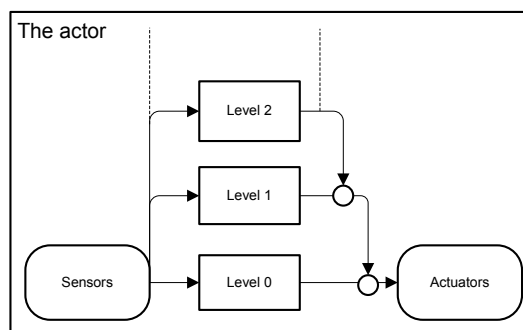 The actor
Level 2
Level 1
Sensors
Level 0
Actuators